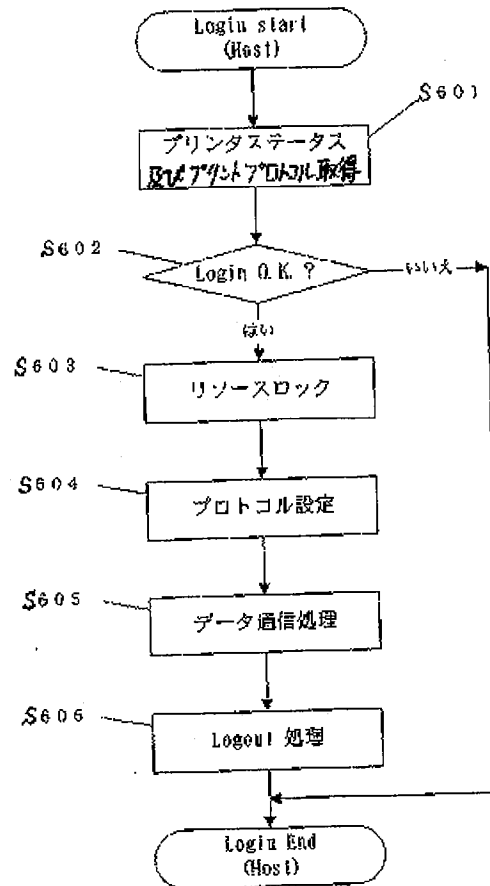 Login start
(Host)
S601
プリンタステータス
及びプリントプロトコル取得
S602
Login O.K.?
いいえ
はい
S603
リソースロック
S604
プロトコル設定
S605
データ通信処理
S606
Logout 処理
Login End
(Host)